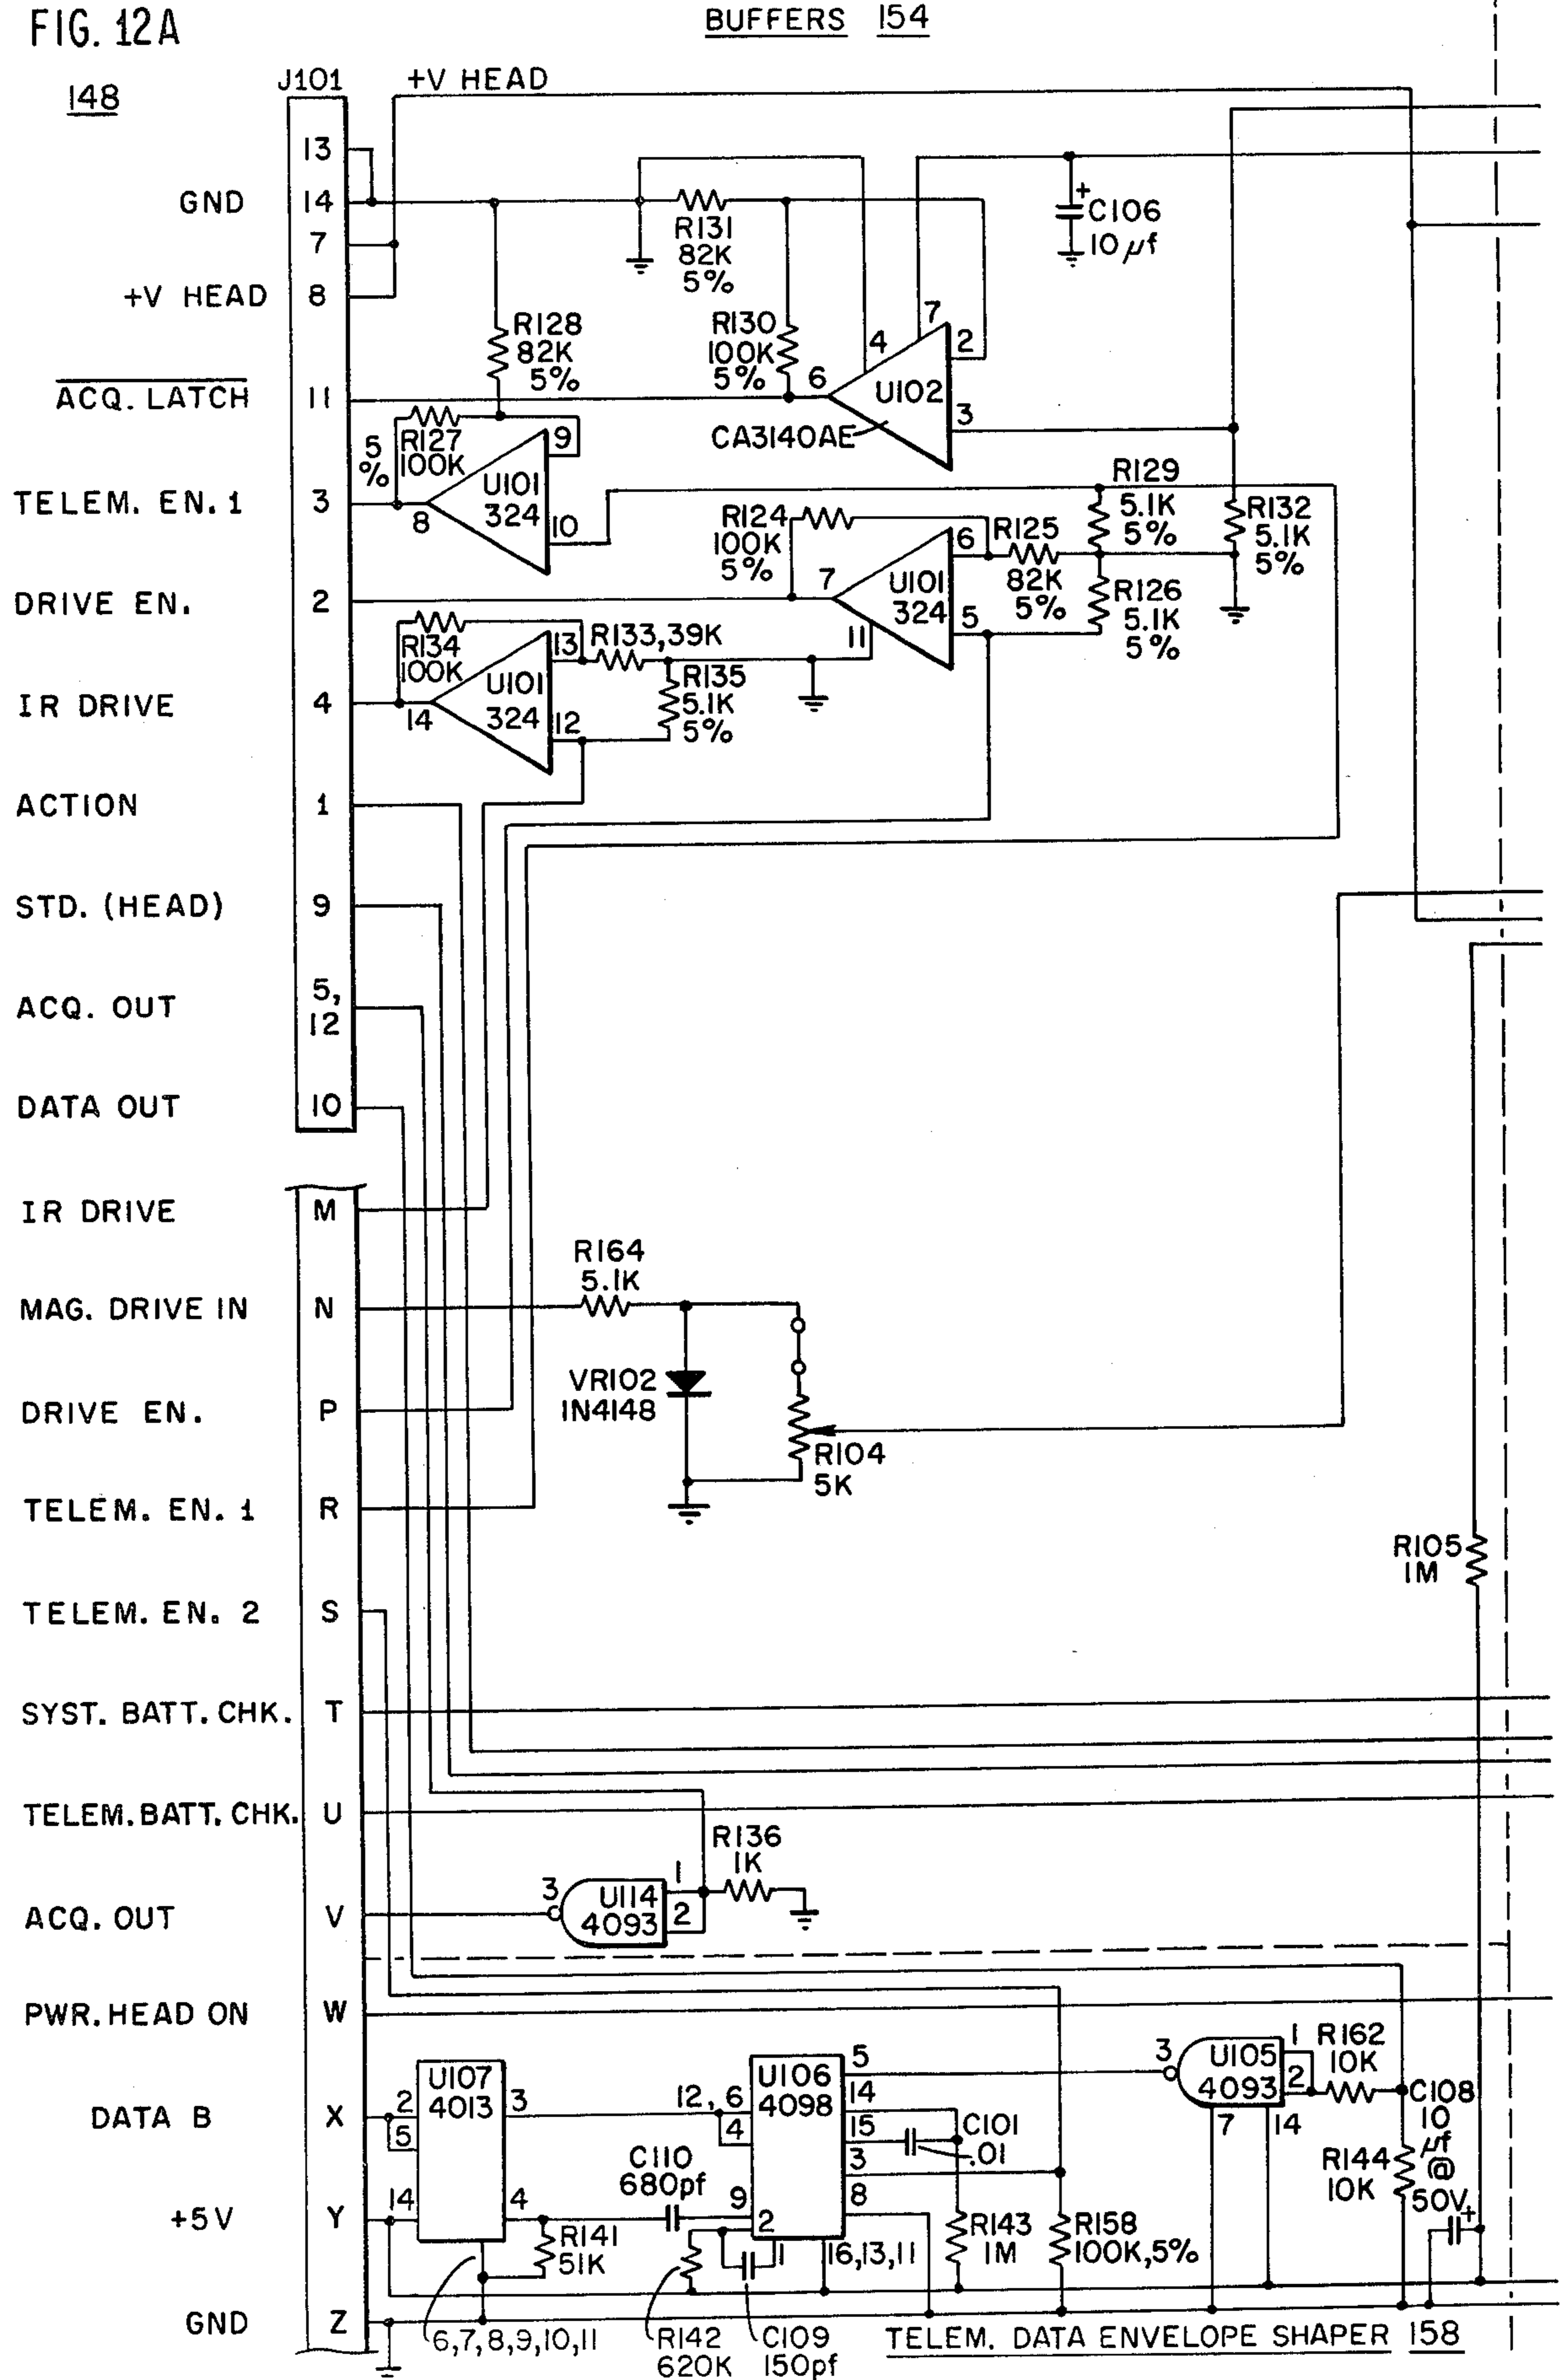 FIG. 12A
BUFFERS 154
148
J101
+V HEAD
13
GND 14
7
+V HEAD 8
R131
82K
5%
C106
+
10 µf
R128
82K
5%
R130
100K
5%
7
4
2
6
U102
3
CA3140AE
ACQ. LATCH 11
5
%
R127
100K
9
U101
324
8
10
TELEM. EN. 1 3
R124
100K
5%
R129
5.1K
5%
R132
5.1K
5%
6
R125
82K
5%
7
U101
324
5
11
R126
5.1K
5%
DRIVE EN. 2
R134
100K
13
R133, 39K
U101
324
14
12
R135
5.1K
5%
IR DRIVE 4
ACTION 1
STD. (HEAD) 9
ACQ. OUT 5,
12
DATA OUT 10
IR DRIVE M
R164
5.1K
MAG. DRIVE IN N
VR102
1N4148
R104
5K
DRIVE EN. P
TELEM. EN. 1 R
R105
1M
TELEM. EN. 2 S
SYST. BATT. CHK. T
TELEM. BATT. CHK. U
R136
1K
3
U114
4093
1
2
ACQ. OUT V
PWR. HEAD ON W
U107
4013
2
5
3
14
4
DATA B X
12, 6
4
U106
4098
5
14
15
3
8
9
2
1
16,13,11
3
U105
4093
1
2
7
14
R162
10K
C108
10
µf
@
50V
+
R144
10K
C101
.01
C110
680pf
+5V Y
R141
51K
R143
1M
R158
100K, 5%
GND Z
6,7,8,9,10,11
R142
620K
C109
150pf
TELEM. DATA ENVELOPE SHAPER 158